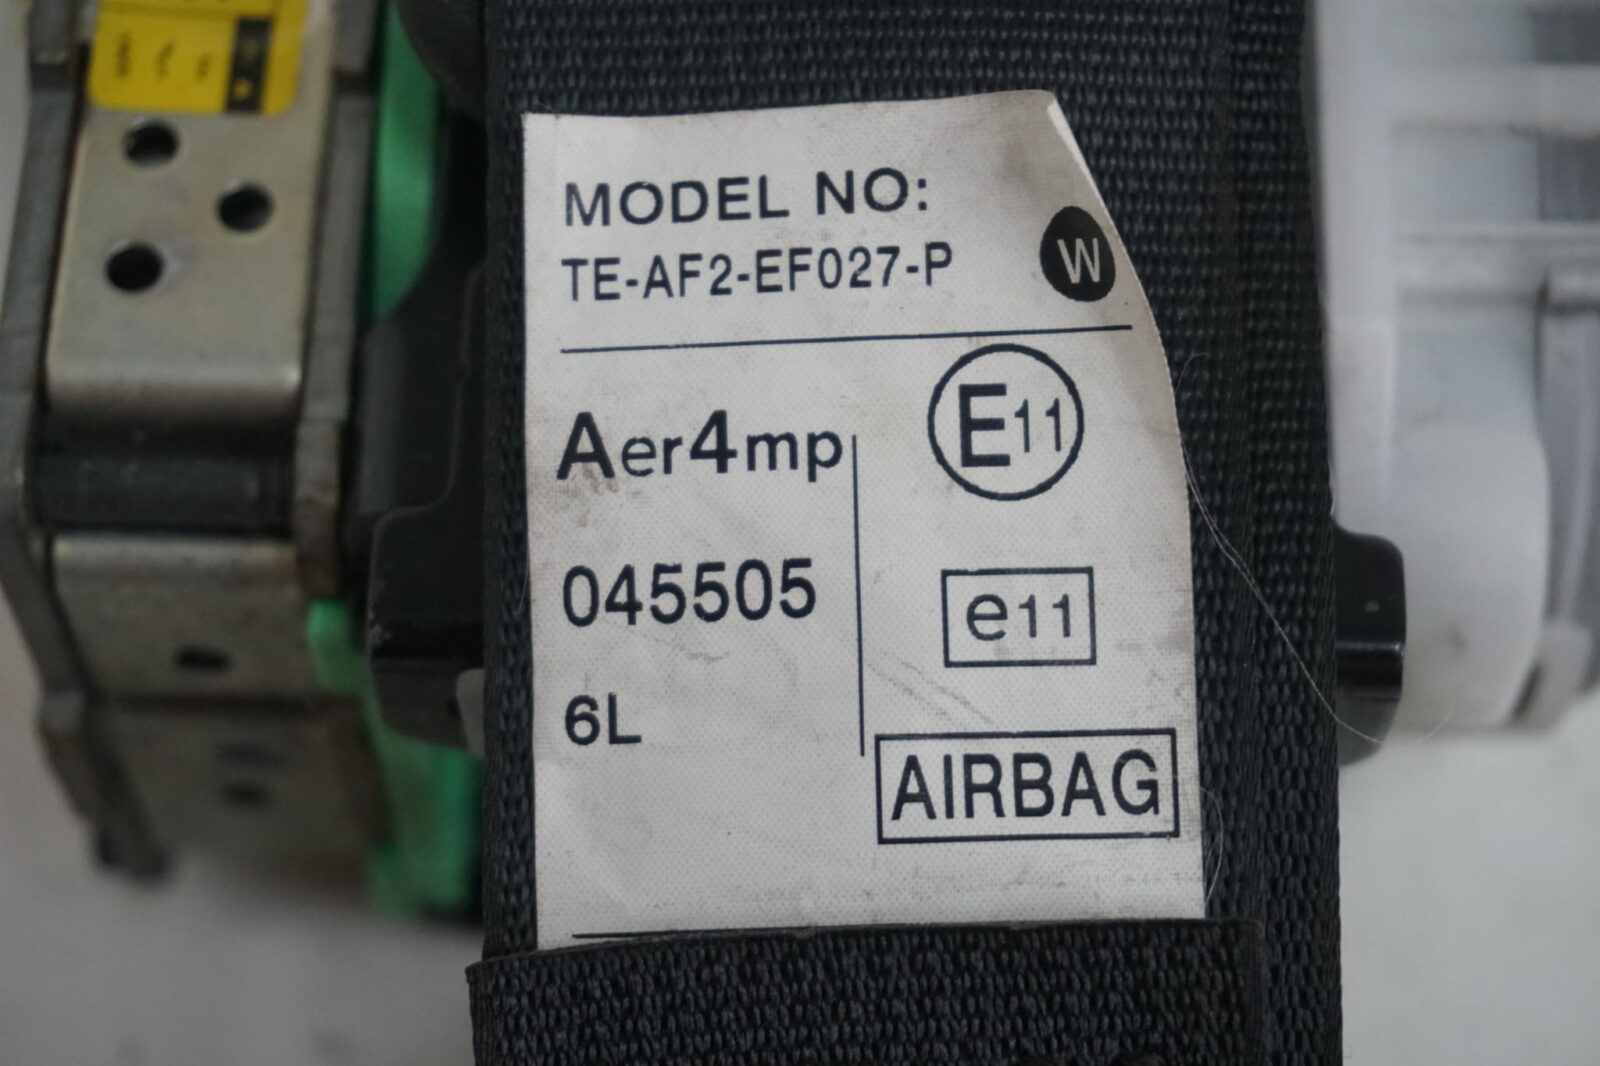 MODEL NO:
TE-AF2-EF027-P
W
Aer4mp
E11
045505
e11
6L
AIRBAG